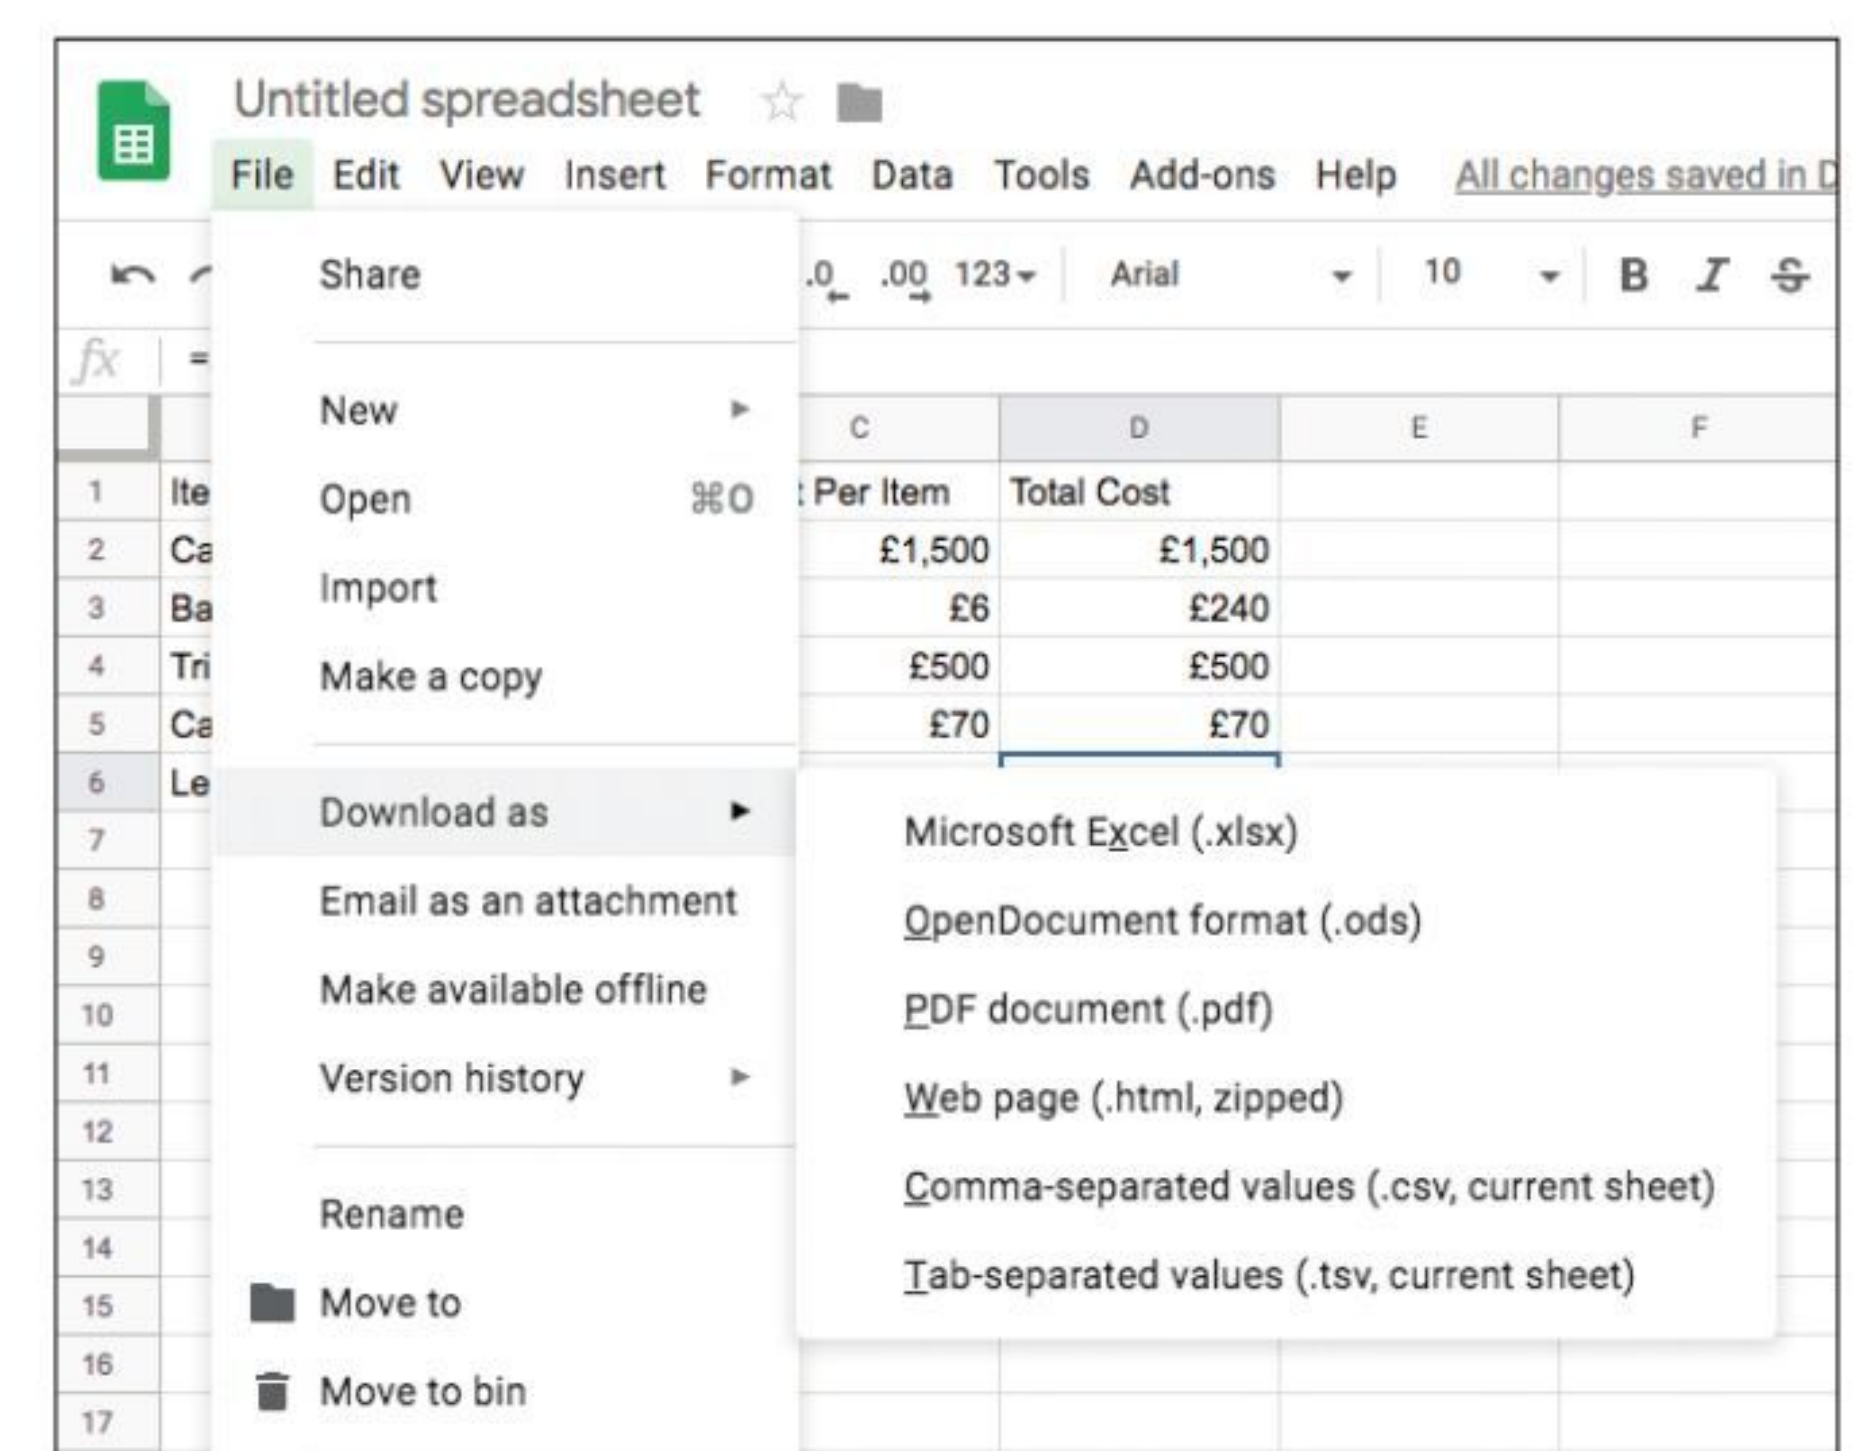 Untitled spreadsheet
File Edit View Insert Format Data Tools Add-ons Help All changes saved in D
.0 .00 123 Arial 10 B I S
fx =
C D E F
1 Ite Per Item Total Cost
2 Ca £1,500 £1,500
3 Ba £6 £240
4 Tri £500 £500
5 Ca £70 £70
6 Le
7
8
9
10
11
12
13
14
15
16
17
Share
New
Open ⌘O
Import
Make a copy
Download as
Email as an attachment
Make available offline
Version history
Rename
Move to
Move to bin
Microsoft Excel (.xlsx)
OpenDocument format (.ods)
PDF document (.pdf)
Web page (.html, zipped)
Comma-separated values (.csv, current sheet)
Tab-separated values (.tsv, current sheet)